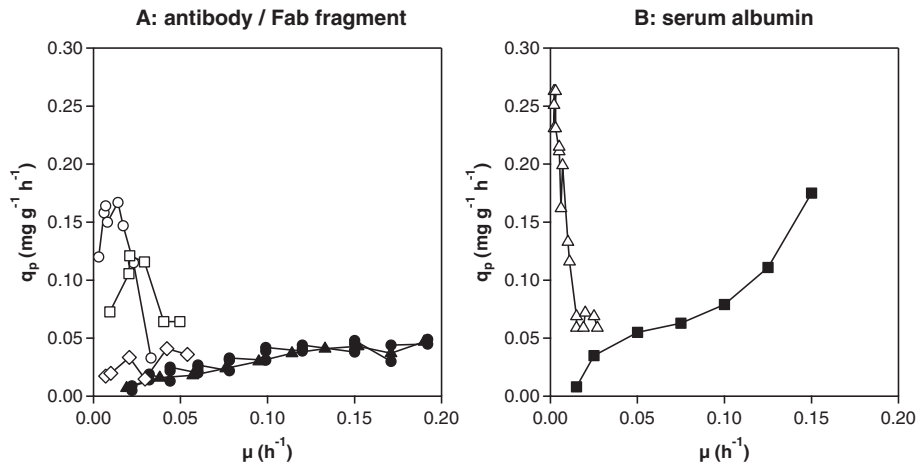 A: antibody / Fab fragment
0.30
0.25
0.20
0.15
0.10
0.05
0.00
qp (mg g-1 h-1)
0.00 0.05 0.10 0.15 0.20
µ (h-1)
B: serum albumin
0.30
0.25
0.20
0.15
0.10
0.05
0.00
qp (mg g-1 h-1)
0.00 0.05 0.10 0.15 0.20
µ (h-1)